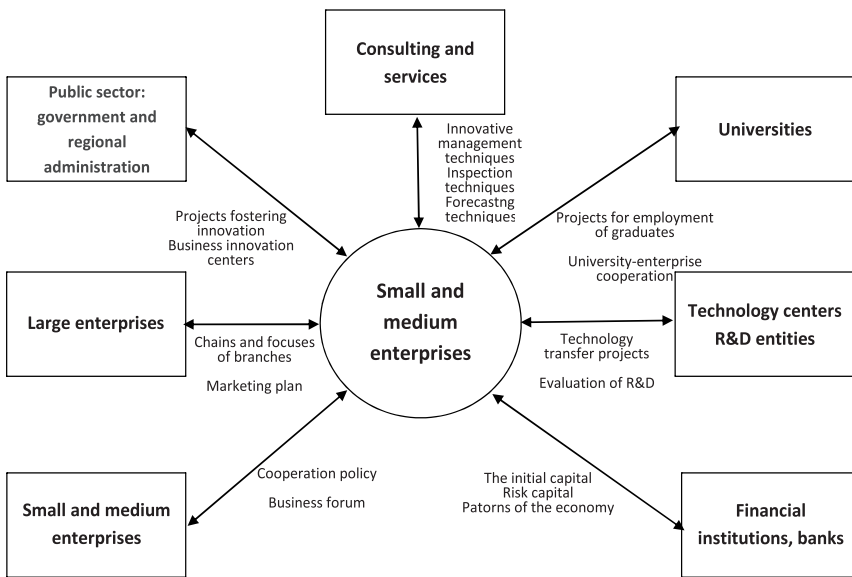 Consulting and
services
Public sector:
government and
regional
administration
Universities
Innovative
management
techniques
Inspection
techniques
Forecastng
techniques
Projects fostering
innovation
Business innovation
centers
Projects for employment
of graduates
University-enterprise
cooperation
Large enterprises
Small and
medium
enterprises
Technology centers
R&D entities
Chains and focuses
of branches
Marketing plan
Technology
transfer projects
Evaluation of R&D
Cooperation policy
Business forum
The initial capital
Risk capital
Patorns of the economy
Small and medium
enterprises
Financial
institutions, banks